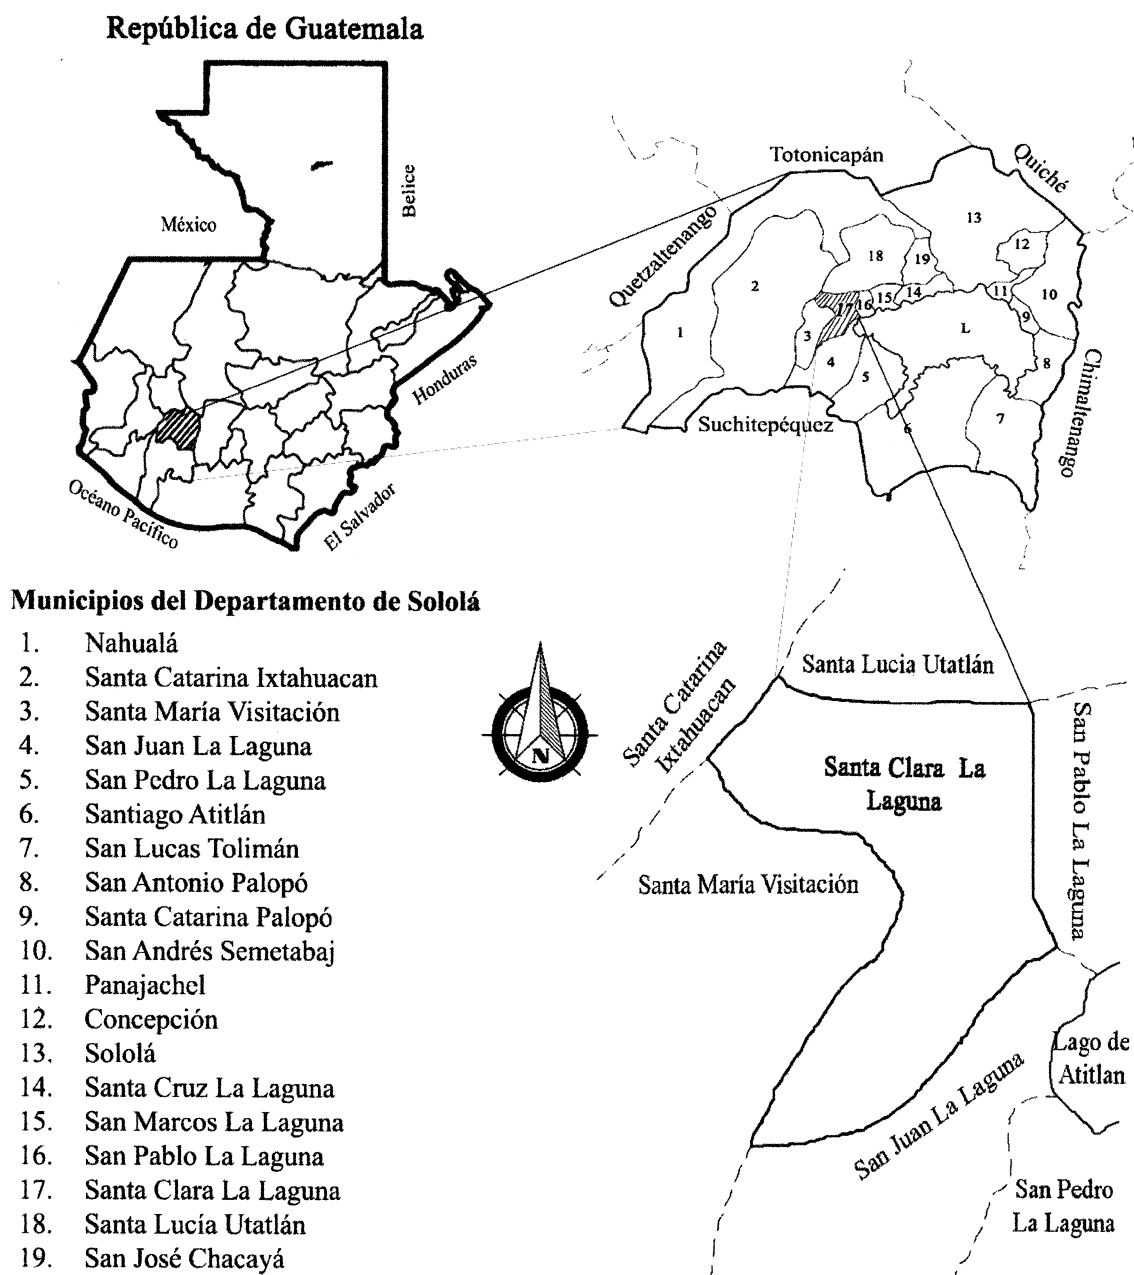 República de Guatemala
México
Belice
Honduras
El Salvador
Océano Pacífico
Totonicapán
Quiché
Quetzaltenango
Chimaltenango
Suchitepéquez
1
2
3
4
5
6
7
8
9
10
11
12
13
14
15
16
17
18
19
L
Municipios del Departamento de Sololá
1. Nahualá
2. Santa Catarina Ixtahuacan
3. Santa María Visitación
4. San Juan La Laguna
5. San Pedro La Laguna
6. Santiago Atitlán
7. San Lucas Tolimán
8. San Antonio Palopó
9. Santa Catarina Palopó
10. San Andrés Semetabaj
11. Panajachel
12. Concepción
13. Sololá
14. Santa Cruz La Laguna
15. San Marcos La Laguna
16. San Pablo La Laguna
17. Santa Clara La Laguna
18. Santa Lucía Utatlán
19. San José Chacayá
N
Santa Catarina
Ixtahuacan
Santa Lucia Utatlán
San Pablo La Laguna
Santa Clara La
Laguna
Santa María Visitación
San Juan La Laguna
Lago de
Atitlan
San Pedro
La Laguna